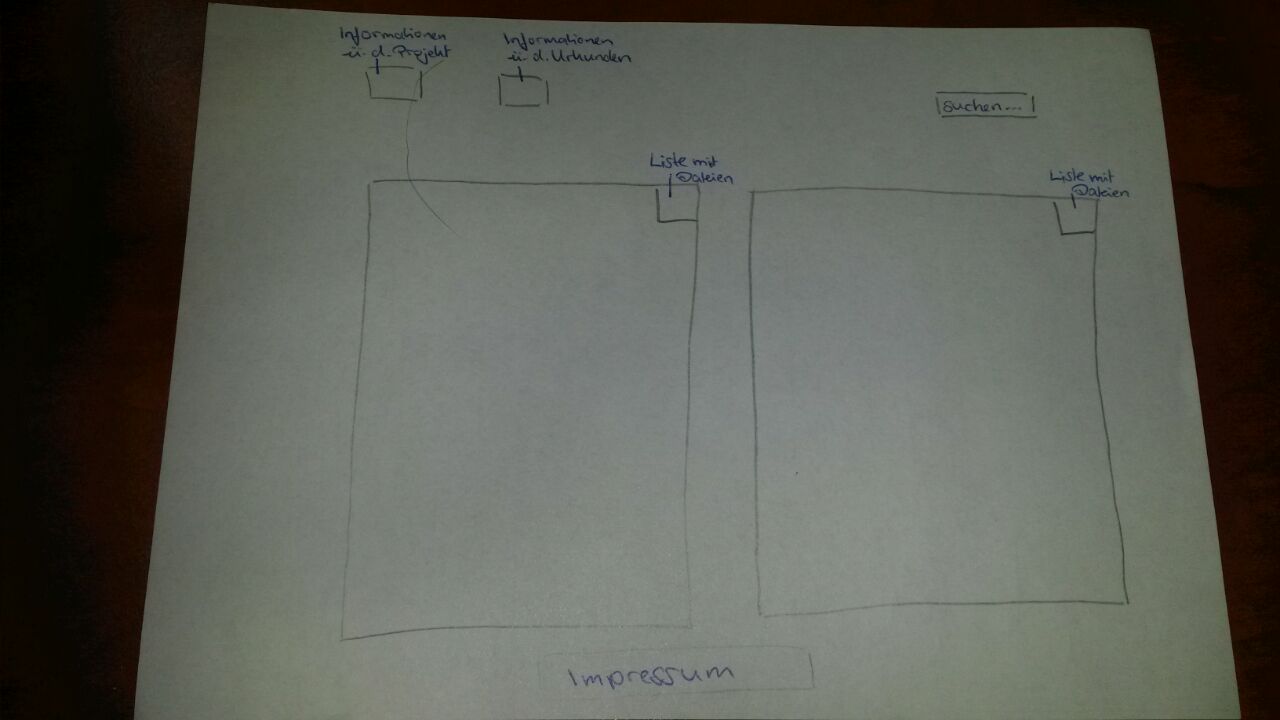 Informationen
ü. d. Projekt
Informationen
ü. d. Urkunden
suchen...
Liste mit
Dateien
Liste mit
Dateien
Impressum